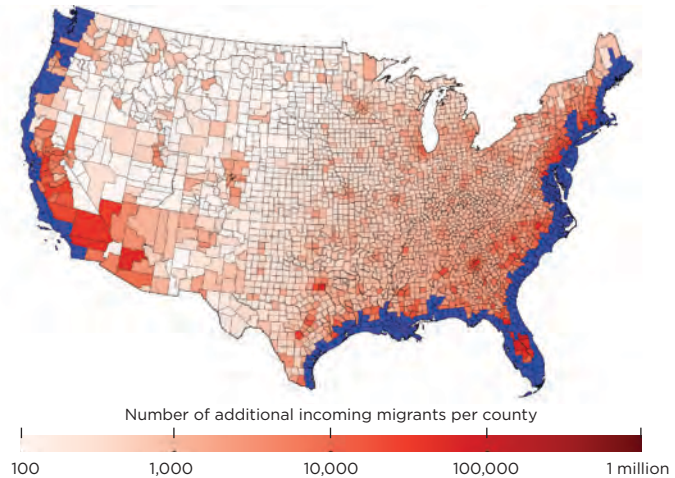 Number of additional incoming migrants per county
100 1,000 10,000 100,000 1 million